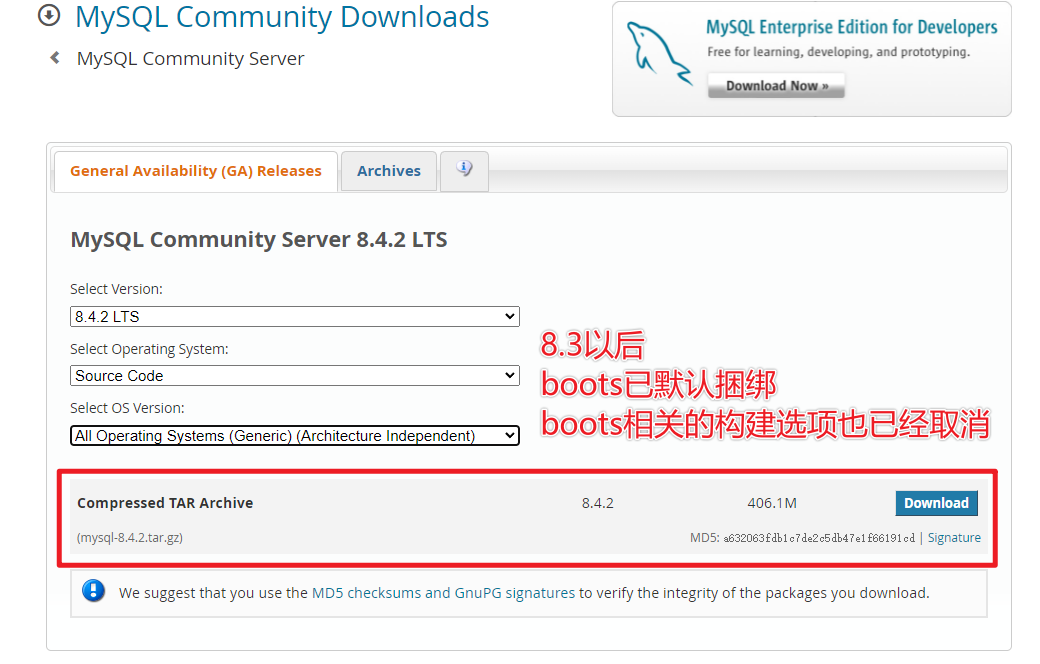 MySQL Community Downloads
MySQL Community Server
MySQL Enterprise Edition for Developers
Free for learning, developing, and prototyping.
Download Now »
General Availability (GA) Releases
Archives
MySQL Community Server 8.4.2 LTS
Select Version:
8.4.2 LTS
Select Operating System:
Source Code
Select OS Version:
All Operating Systems (Generic) (Architecture Independent)
8.3以后
boots已默认捆绑
boots相关的构建选项也已经取消
Compressed TAR Archive 8.4.2 406.1M Download
(mysql-8.4.2.tar.gz) MD5: a632063fdb1c7de2c5db47e1f66191cd | Signature
We suggest that you use the MD5 checksums and GnuPG signatures to verify the integrity of the packages you download.